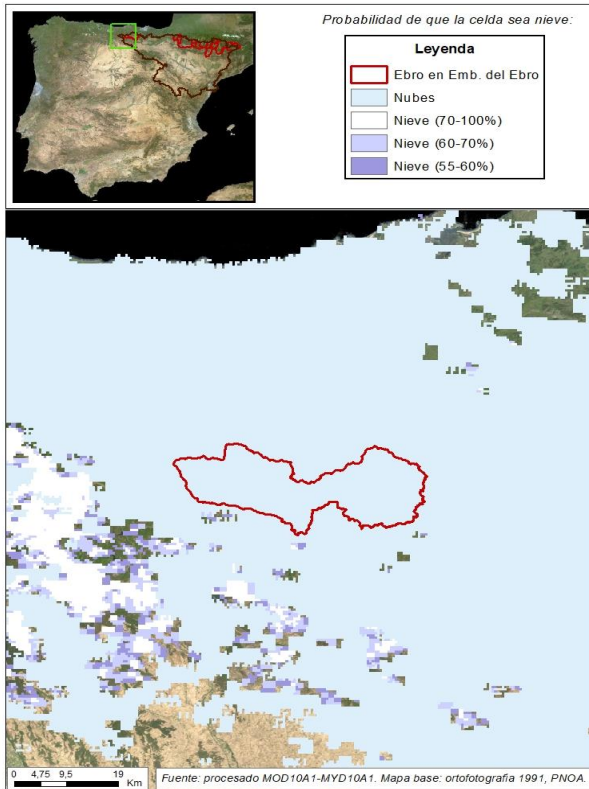 Probabilidad de que la celda sea nieve:
Leyenda
Ebro en Emb. del Ebro
Nubes
Nieve (70-100%)
Nieve (60-70%)
Nieve (55-60%)
0 4,75 9,5 19
Km
Fuente: procesado MOD10A1-MYD10A1. Mapa base: ortofotografia 1991, PNOA.